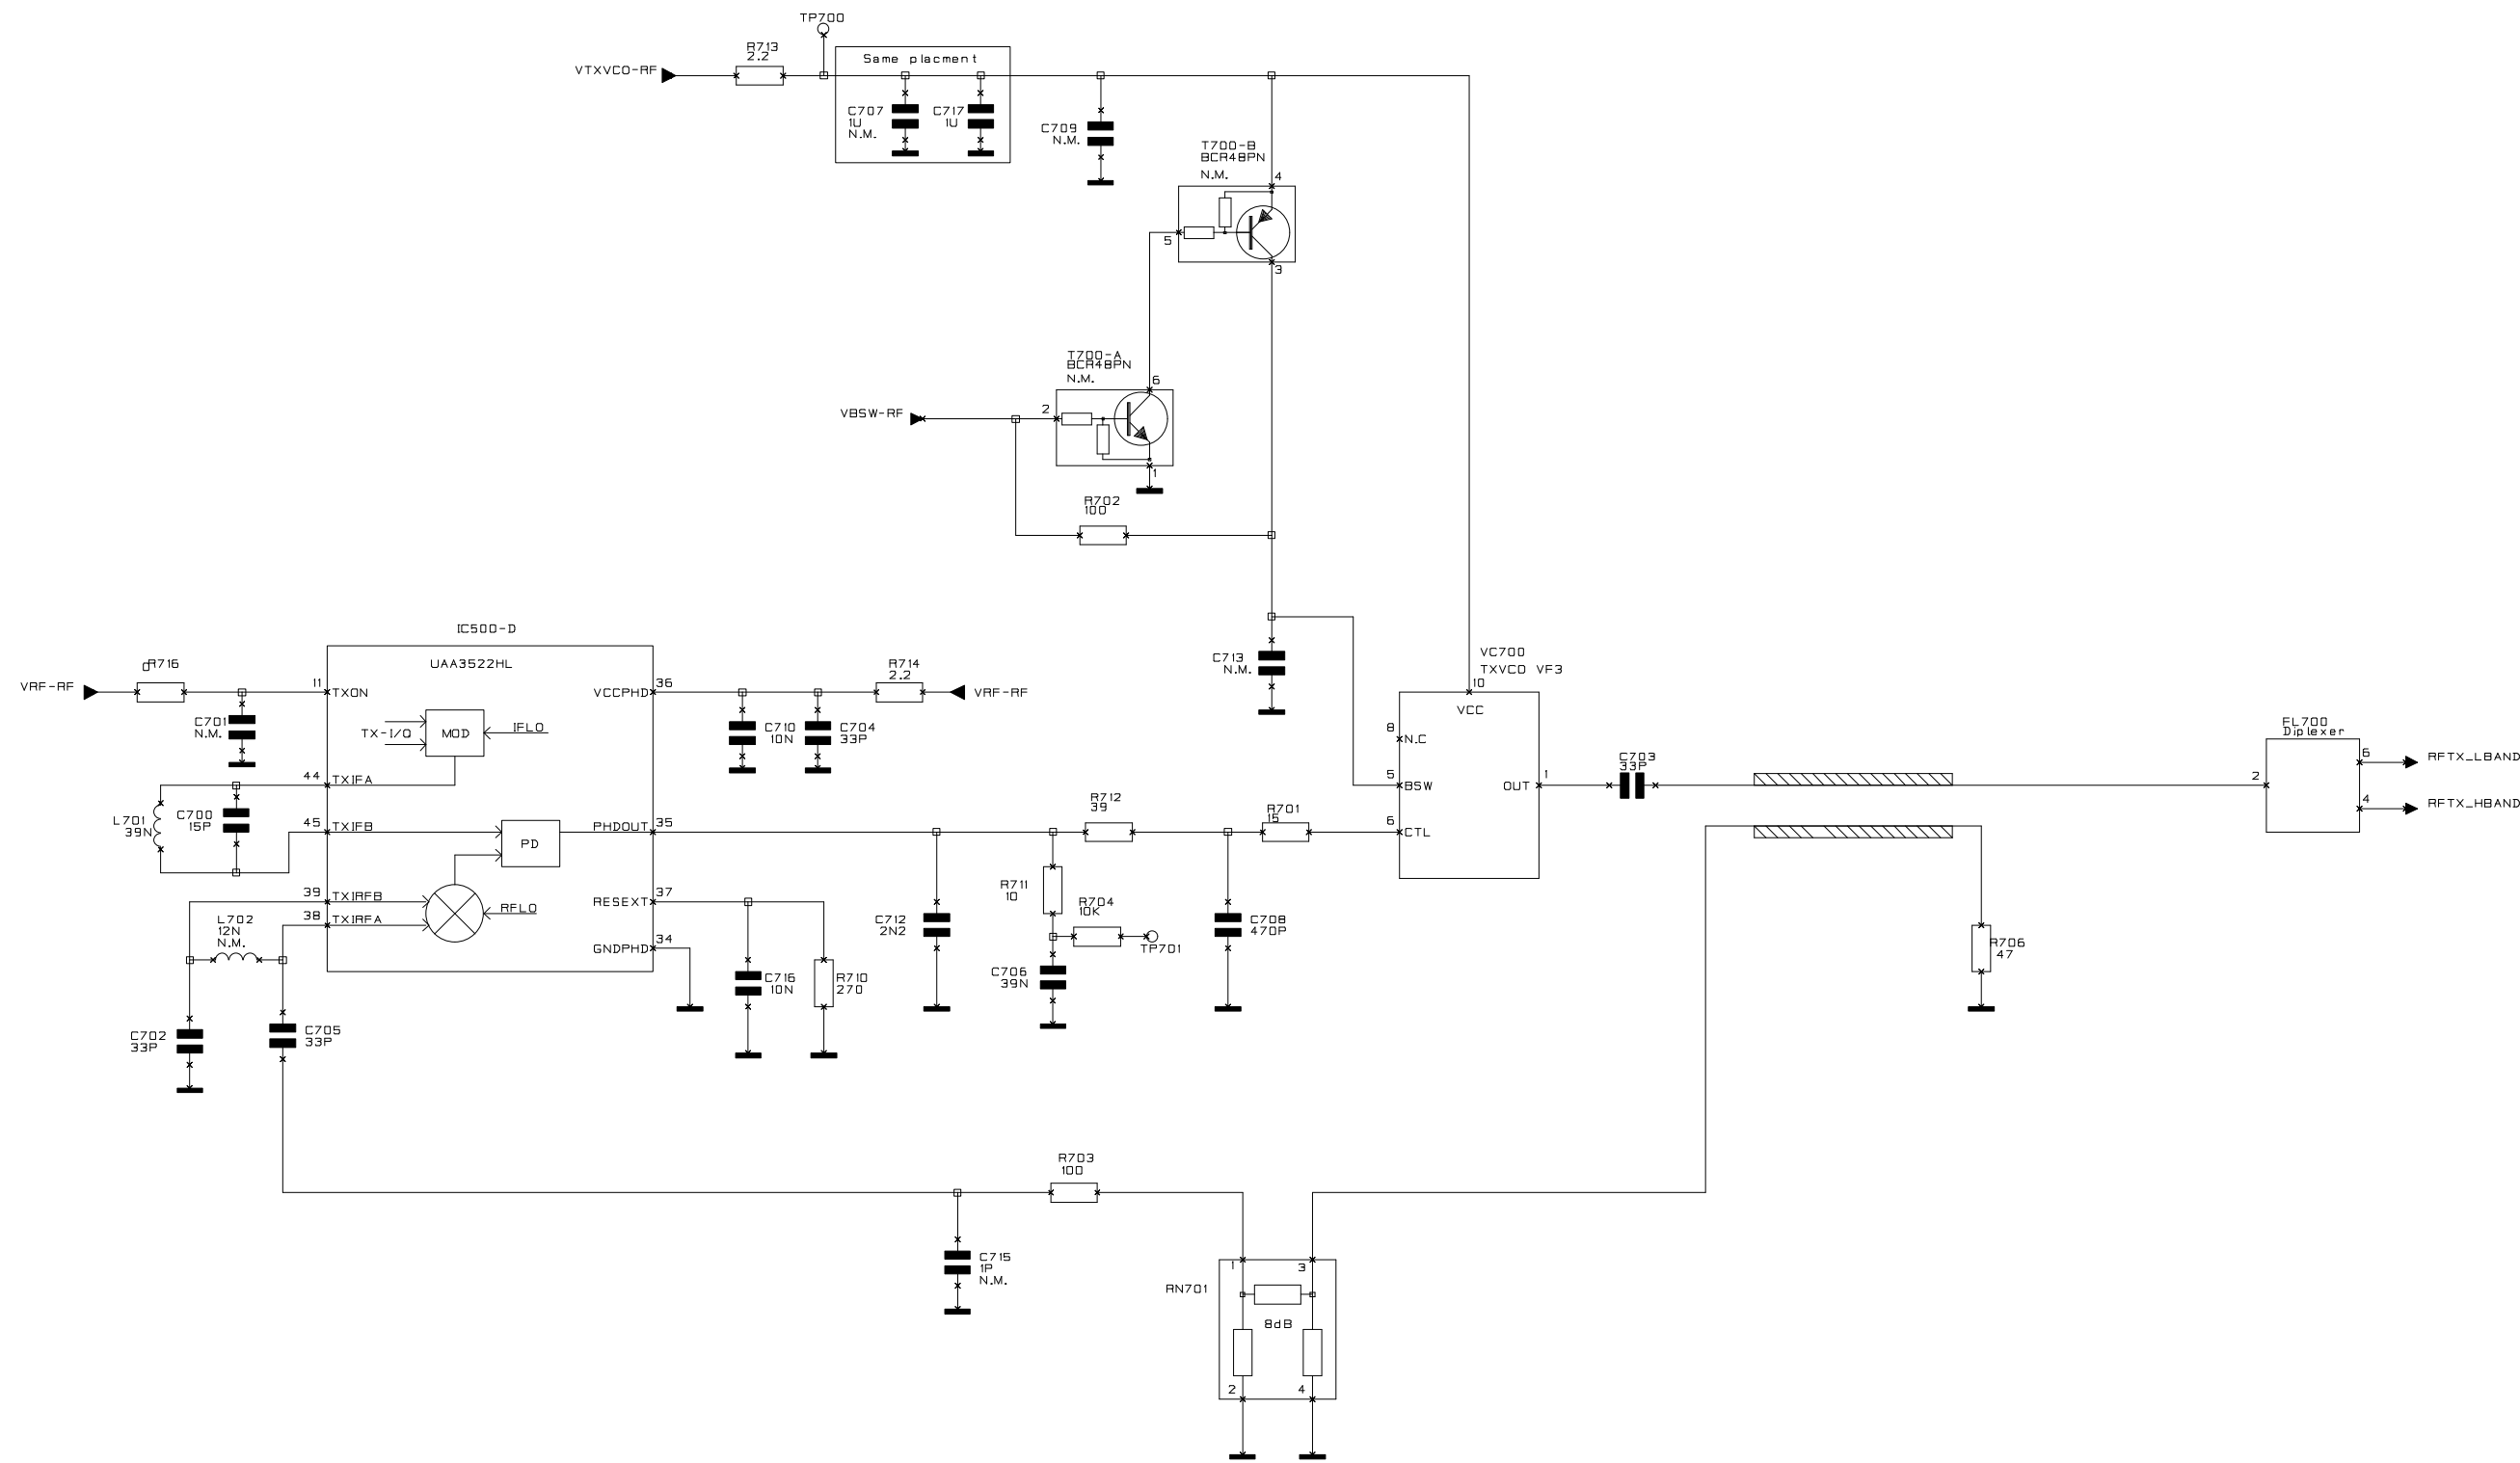 TP700
R713
2.2
VTXVCO-RF
Same placment
C707
1U
N.M.
C717
1U
C709
N.M.
T700-B
BCR48PN
N.M.
4
5
3
T700-A
BCR48PN
N.M.
6
VBSW-RF
2
1
R702
100
IC500-D
UAA3522HL
R716
0
VRF-RF
11
TXON
VCCPHD
36
R714
2.2
VRF-RF
C701
N.M.
TX-I/Q
MOD
IFLO
C710
10N
C704
33P
C713
N.M.
VC700
TXVCO VF3
10
VCC
8
N.C
44
TXIFA
L701
39N
C700
15P
45
TXIFB
PD
PHDOUT
35
R712
39
R701
15
5
BSW
OUT
1
6
CTL
C703
33P
FL700
Diplexer
2
6
RFTX_LBAND
4
RFTX_HBAND
39
TXIRFB
38
TXIRFA
RFLO
RESEXT
37
GNDPHD
34
L702
12N
N.M.
C702
33P
C705
33P
C716
10N
R710
270
C712
2N2
R711
10
R704
10K
TP701
C706
39N
C708
470P
R706
47
R703
100
C715
1P
N.M.
RN701
1
3
8dB
2
4